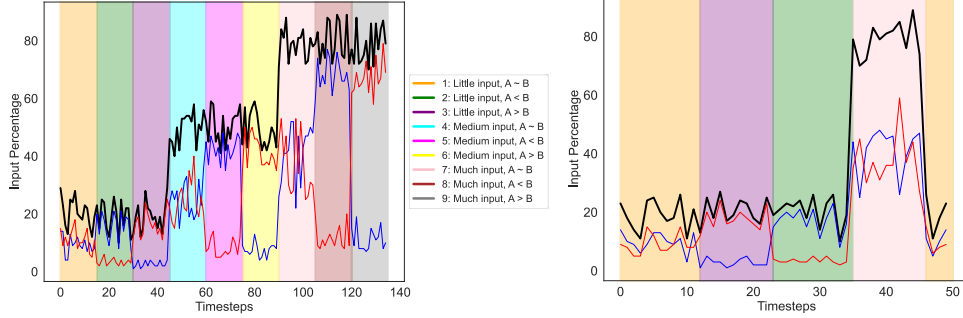 Input Percentage
80
60
40
20
0
0
20
40
60
80
100
120
140
Timesteps
1: Little input, A ~ B
2: Little input, A < B
3: Little input, A > B
4: Medium input, A ~ B
5: Medium input, A < B
6: Medium input, A > B
7: Much input, A ~ B
8: Much input, A < B
9: Much input, A > B
Input Percentage
80
60
40
20
0
0
10
20
30
40
50
Timesteps